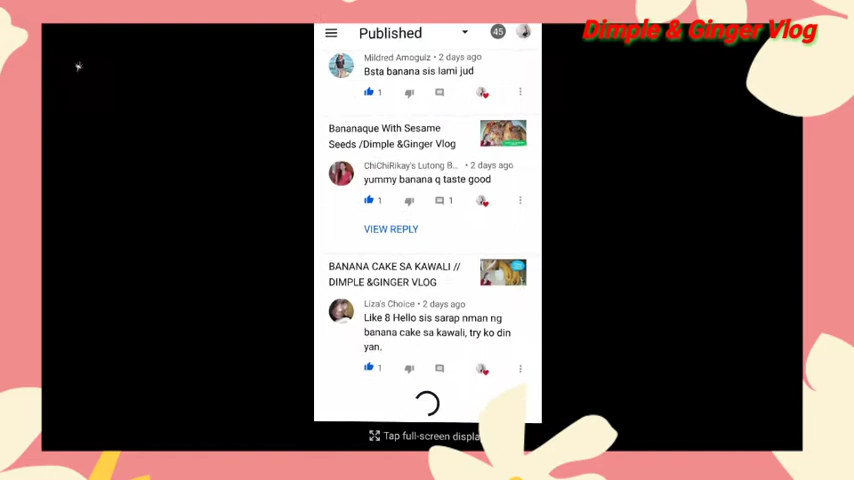 Dimple & Ginger Vlog
Published
45
Mildred Amoguiz • 2 days ago
Bsta banana sis lami jud
1
Bananaque With Sesame
Seeds /Dimple &Ginger Vlog
ChiChiRikay's Lutong B... • 2 days ago
yummy banana q taste good
1
1
VIEW REPLY
BANANA CAKE SA KAWALI //
DIMPLE &GINGER VLOG
Liza's Choice • 2 days ago
Like 8 Hello sis sarap nman ng
banana cake sa kawali, try ko din
yan.
1
Tap full-screen displa